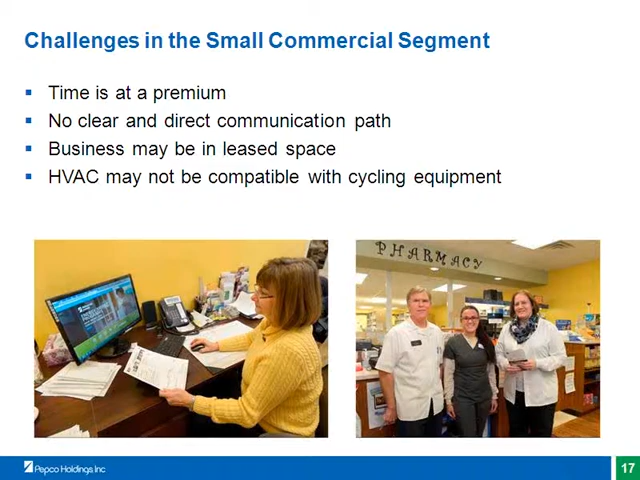 Challenges in the Small Commercial Segment
Time is at a premium
No clear and direct communication path
Business may be in leased space
HVAC may not be compatible with cycling equipment
PHARMACY
Pepco Holdings Inc
17